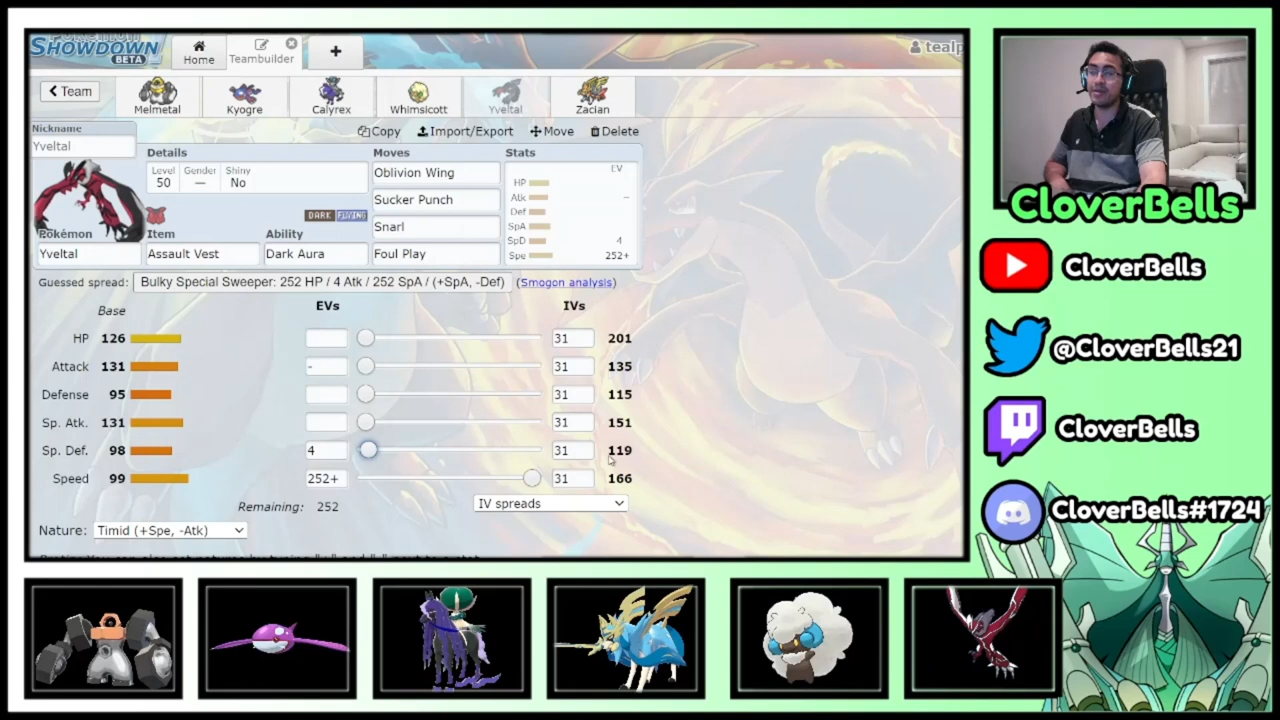 POKÉMON
SHOWDOWN
BETA
Home
Teambuilder
+
tealp
Team
Melmetal
Kyogre
Calyrex
Whimsicott
Yveltal
Zacian
Copy
Import/Export
Move
Delete
Nickname
Yveltal
Details
Moves
Stats
Level
Gender
Shiny
50
—
No
Oblivion Wing
Sucker Punch
Snarl
Foul Play
EV
HP
Atk –
Def
SpA
SpD 4
Spe 252+
DARK FLYING
Pokémon
Item
Ability
Yveltal
Assault Vest
Dark Aura
Guessed spread: Bulky Special Sweeper: 252 HP / 4 Atk / 252 SpA / (+SpA, -Def) (Smogon analysis)
Base EVs IVs
HP 126 31 201
Attack 131 - 31 135
Defense 95 31 115
Sp. Atk. 131 31 151
Sp. Def. 98 4 31 119
Speed 99 252+ 31 166
Remaining: 252
IV spreads
Nature: Timid (+Spe, -Atk)
CloverBells
CloverBells
@CloverBells21
CloverBells
CloverBells#1724